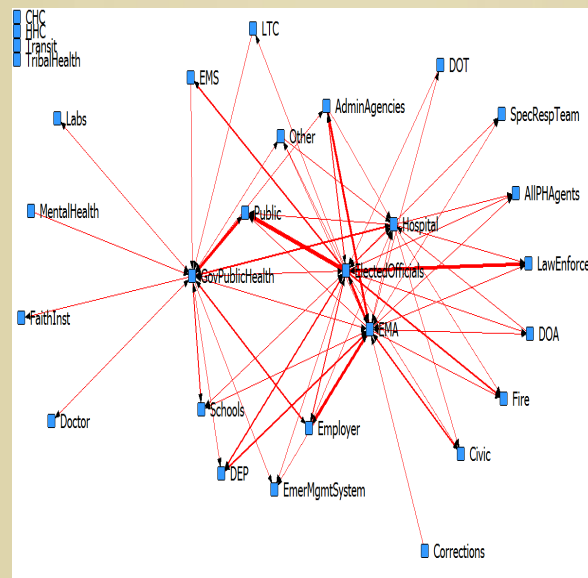 CHC
HHC
Transit
TribalHealth
LTC
DOT
EMS
AdminAgencies
SpecRespTeam
Labs
Other
AllPHAgents
MentalHealth
Public
Hospital
LawEnforce
GovPublicHealth
ElectedOfficials
FaithInst
EMA
DOA
Fire
Schools
Doctor
Employer
Civic
DEP
EmerMgmtSystem
Corrections